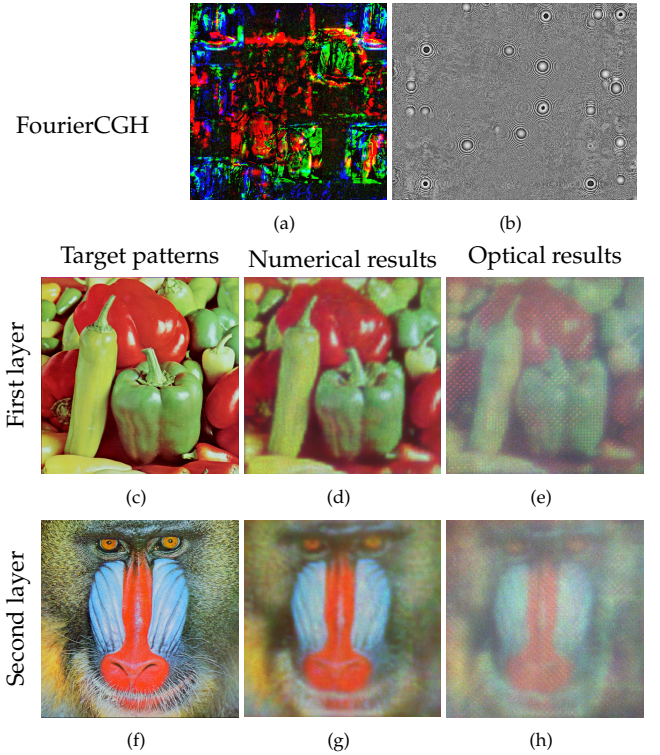 FourierCGH
(a)
(b)
Target patterns
Numerical results
Optical results
First layer
(c)
(d)
(e)
Second layer
(f)
(g)
(h)